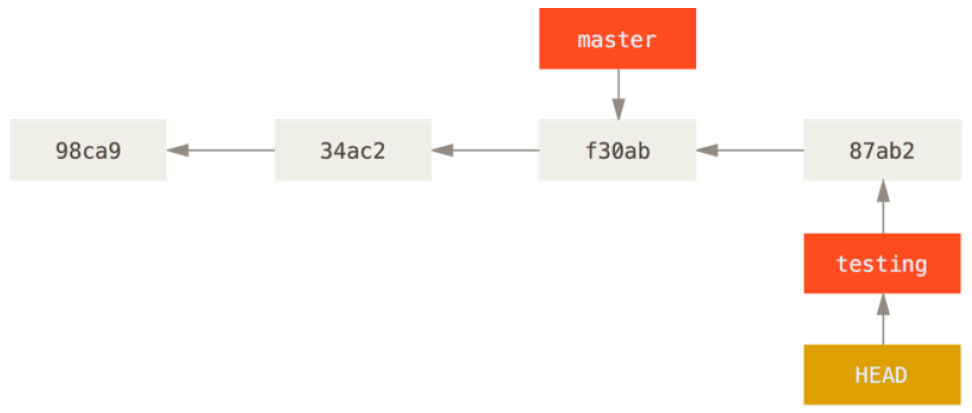 master
98ca9
34ac2
f30ab
87ab2
testing
HEAD